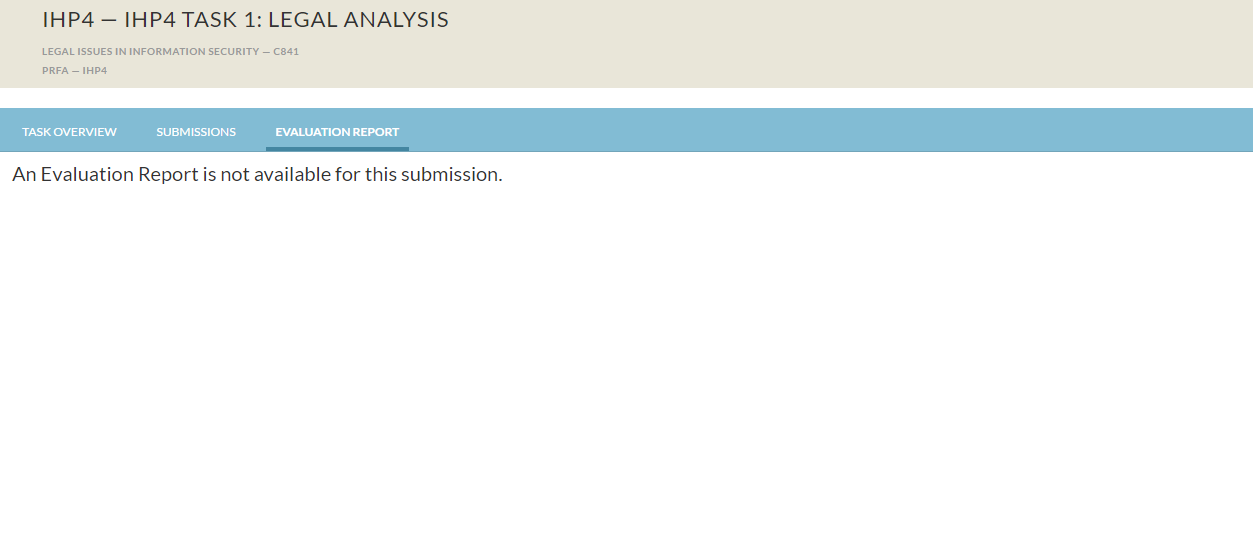 IHP4 — IHP4 TASK 1: LEGAL ANALYSIS
LEGAL ISSUES IN INFORMATION SECURITY — C841
PRFA — IHP4
TASK OVERVIEW SUBMISSIONS EVALUATION REPORT
An Evaluation Report is not available for this submission.